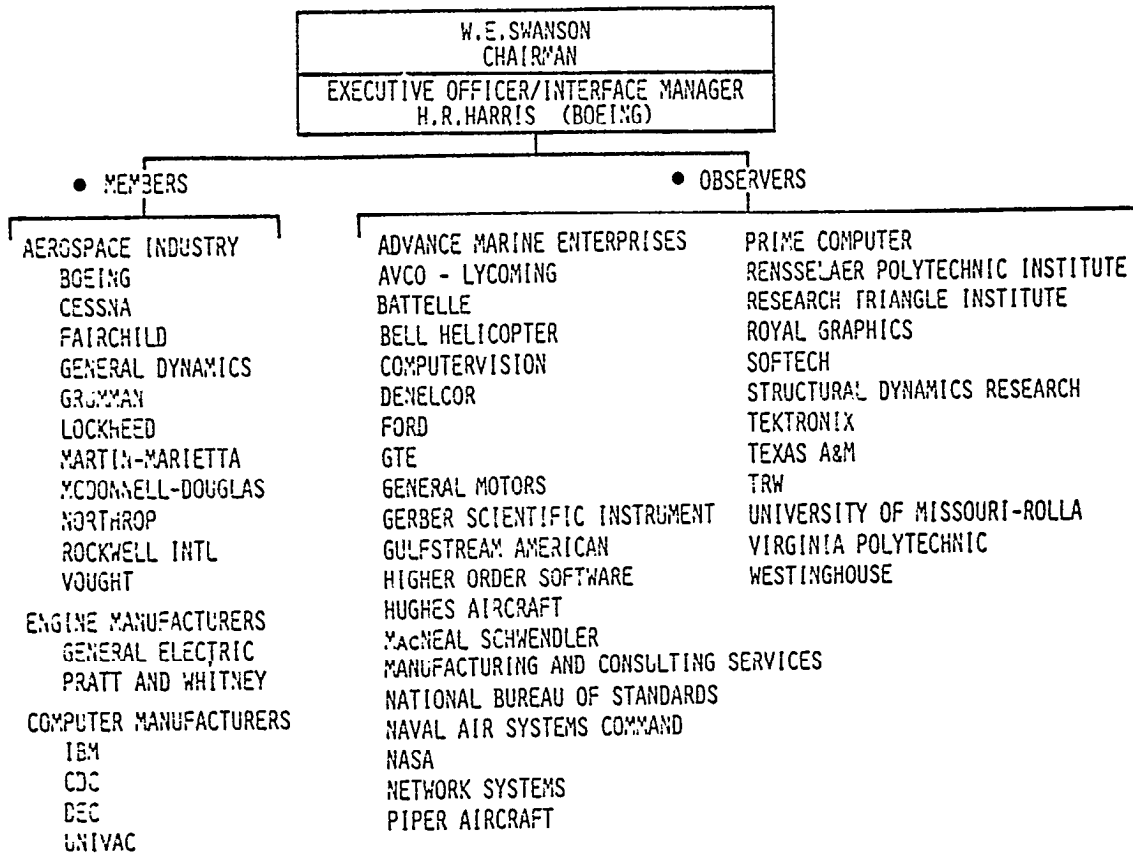 W.E.SWANSON
CHAIRMAN
EXECUTIVE OFFICER/INTERFACE MANAGER
H.R.HARRIS (BOEING)
● MEMBERS
AEROSPACE INDUSTRY
BOEING
CESSNA
FAIRCHILD
GENERAL DYNAMICS
GRUMMAN
LOCKHEED
MARTIN-MARIETTA
MCDONNELL-DOUGLAS
NORTHROP
ROCKWELL INTL
VOUGHT
ENGINE MANUFACTURERS
GENERAL ELECTRIC
PRATT AND WHITNEY
COMPUTER MANUFACTURERS
IBM
CDC
DEC
UNIVAC
● OBSERVERS
ADVANCE MARINE ENTERPRISES
AVCO - LYCOMING
BATTELLE
BELL HELICOPTER
COMPUTERVISION
DENELCOR
FORD
GTE
GENERAL MOTORS
GERBER SCIENTIFIC INSTRUMENT
GULFSTREAM AMERICAN
HIGHER ORDER SOFTWARE
HUGHES AIRCRAFT
MacNEAL SCHWENDLER
MANUFACTURING AND CONSULTING SERVICES
NATIONAL BUREAU OF STANDARDS
NAVAL AIR SYSTEMS COMMAND
NASA
NETWORK SYSTEMS
PIPER AIRCRAFT
PRIME COMPUTER
RENSSELAER POLYTECHNIC INSTITUTE
RESEARCH TRIANGLE INSTITUTE
ROYAL GRAPHICS
SOFTECH
STRUCTURAL DYNAMICS RESEARCH
TEKTRONIX
TEXAS A&M
TRW
UNIVERSITY OF MISSOURI-ROLLA
VIRGINIA POLYTECHNIC
WESTINGHOUSE